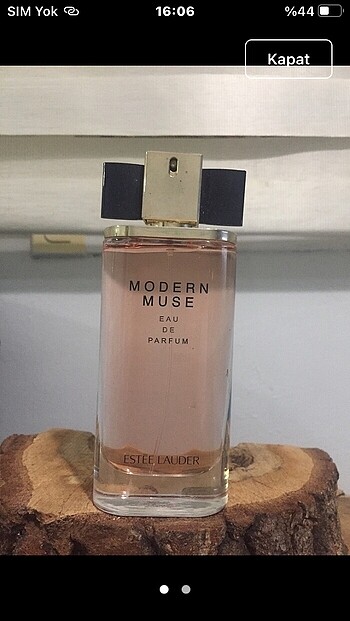 SIM Yok
16:06
%44
Kapat
MODERN
MUSE
EAU
DE
PARFUM
ESTĒE LAUDER